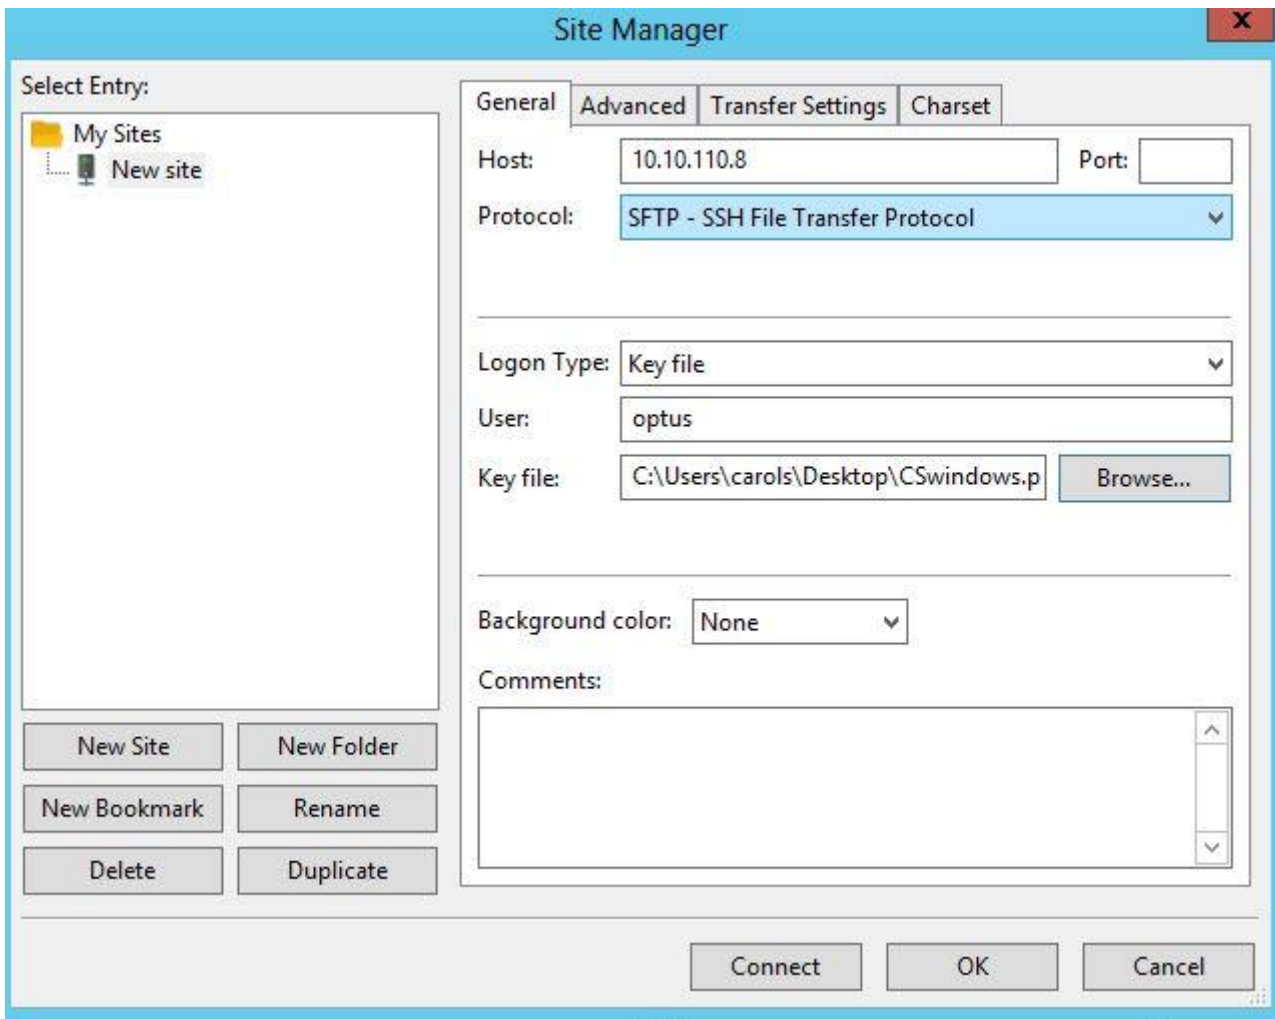 Site Manager
X
Select Entry:
My Sites
New site
General Advanced Transfer Settings Charset
Host: 10.10.110.8 Port:
Protocol: SFTP - SSH File Transfer Protocol
Logon Type: Key file
User: optus
Key file: C:\Users\carols\Desktop\CSwindows.p Browse...
Background color: None
Comments:
New Site New Folder
New Bookmark Rename
Delete Duplicate
Connect OK Cancel